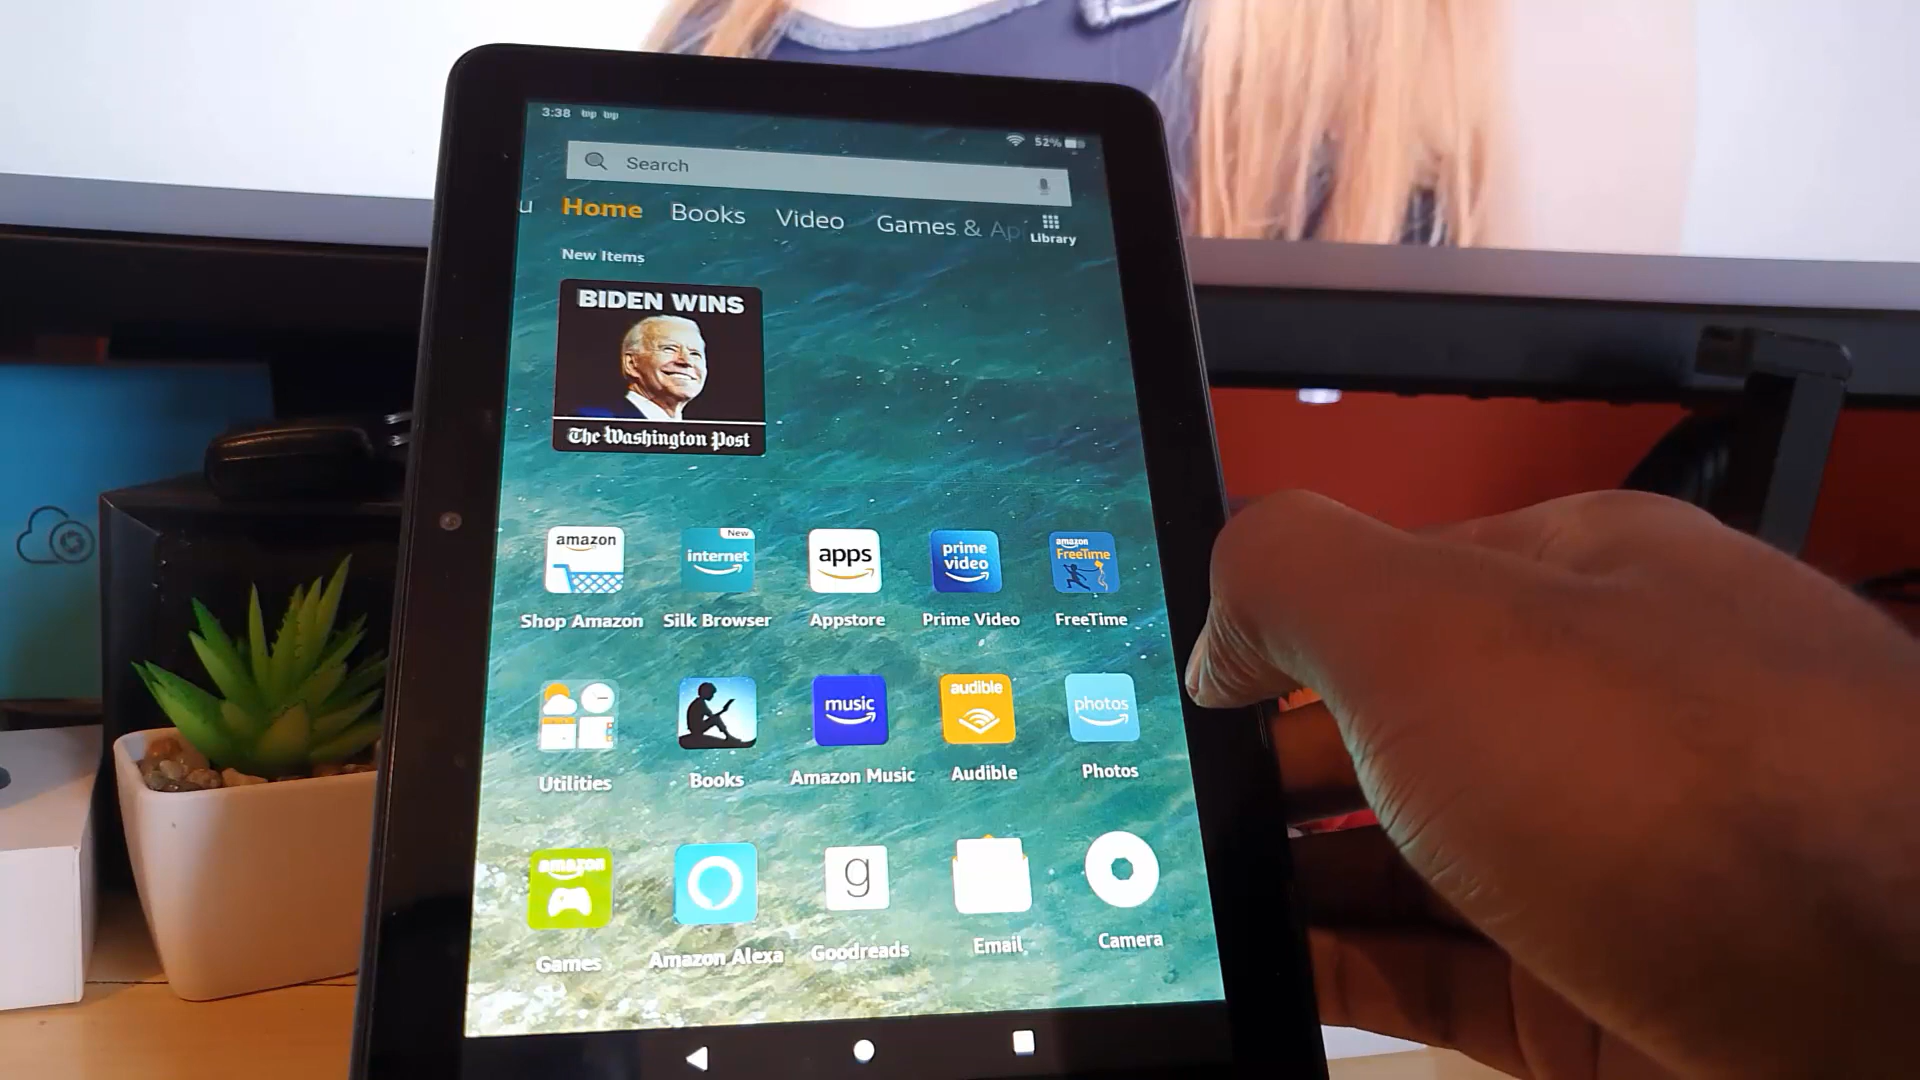 3:38
52%
Search
u Home Books Video Games & Ap
Library
New Items
BIDEN WINS
The Washington Post
amazon
New
internet
apps
prime video
amazon
FreeTime
Shop Amazon Silk Browser Appstore Prime Video FreeTime
music
audible
photos
Utilities Books Amazon Music Audible Photos
amazon
g
Games Amazon Alexa Goodreads Email Camera